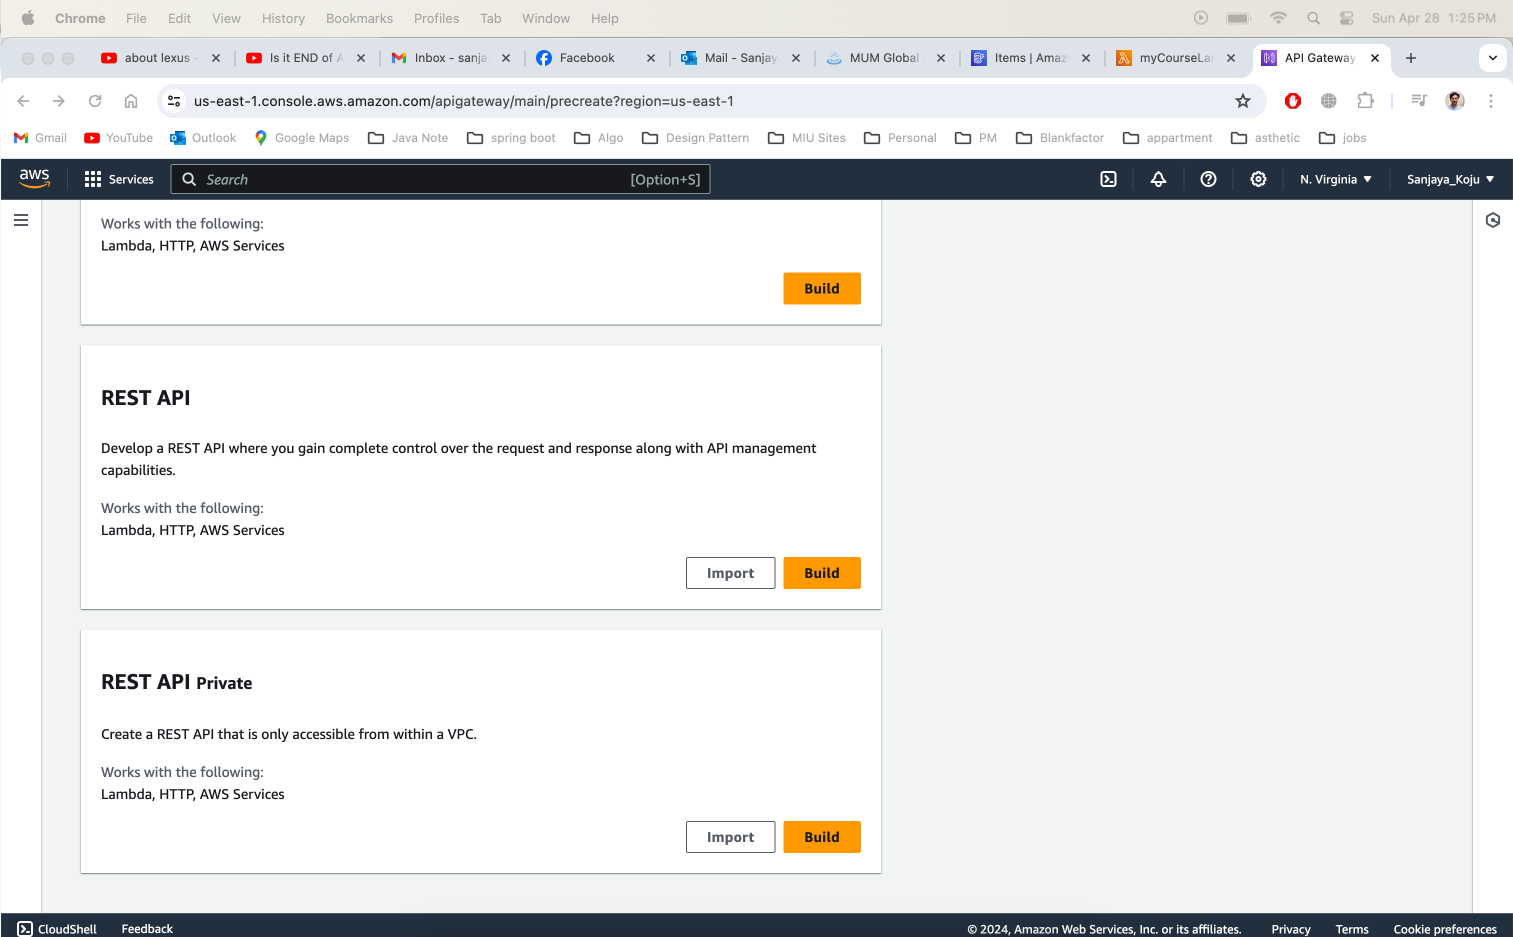 Chrome File Edit View History Bookmarks Profiles Tab Window Help Sun Apr 28 1:25 PM
about lexus - Is it END of A Inbox - sanja Facebook Mail - Sanjay MUM Global Items | Amaz myCourseLa API Gateway
us-east-1.console.aws.amazon.com/apigateway/main/precreate?region=us-east-1
Gmail YouTube Outlook Google Maps Java Note spring boot Algo Design Pattern MIU Sites Personal PM Blankfactor appartment asthetic jobs
aws Services Search [Option+S] N. Virginia Sanjaya_Koju
Works with the following:
Lambda, HTTP, AWS Services
Build
REST API
Develop a REST API where you gain complete control over the request and response along with API management
capabilities.
Works with the following:
Lambda, HTTP, AWS Services
Import Build
REST API Private
Create a REST API that is only accessible from within a VPC.
Works with the following:
Lambda, HTTP, AWS Services
Import Build
CloudShell Feedback © 2024, Amazon Web Services, Inc. or its affiliates. Privacy Terms Cookie preferences